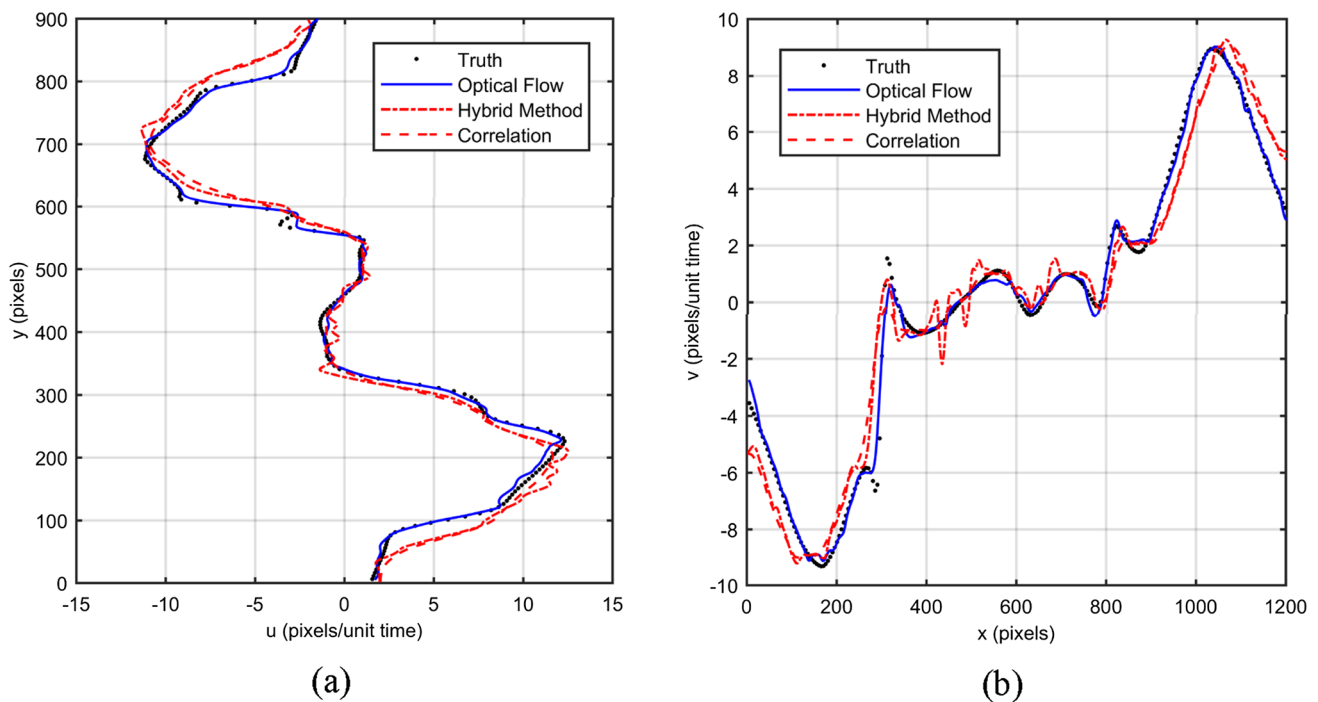 900
800
700
600
500
400
300
200
100
0
y (pixels)
-15
-10
-5
0
5
10
15
u (pixels/unit time)
Truth
Optical Flow
Hybrid Method
Correlation
(a)
10
8
6
4
2
0
-2
-4
-6
-8
-10
v (pixels/unit time)
0
200
400
600
800
1000
1200
x (pixels)
Truth
Optical Flow
Hybrid Method
Correlation
(b)